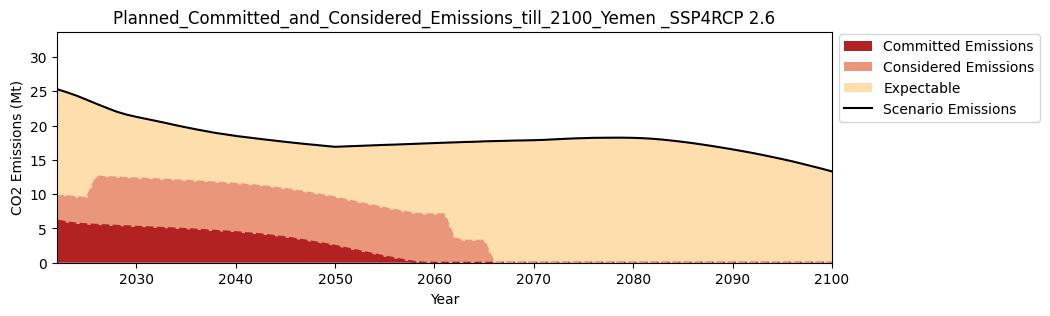 Planned_Committed_and_Considered_Emissions_till_2100_Yemen _SSP4RCP 2.6
30
25
20
15
10
5
0
CO2 Emissions (Mt)
2030 2040 2050 2060 2070 2080 2090 2100
Year
Committed Emissions
Considered Emissions
Expectable
Scenario Emissions